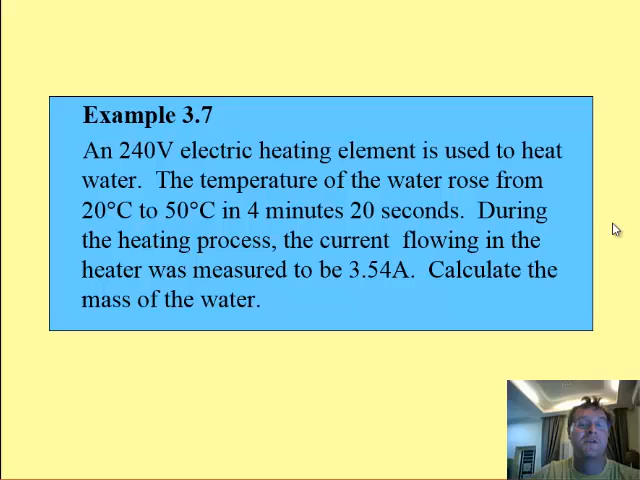 Example 3.7
An 240V electric heating element is used to heat
water. The temperature of the water rose from
20°C to 50°C in 4 minutes 20 seconds. During
the heating process, the current flowing in the
heater was measured to be 3.54A. Calculate the
mass of the water.